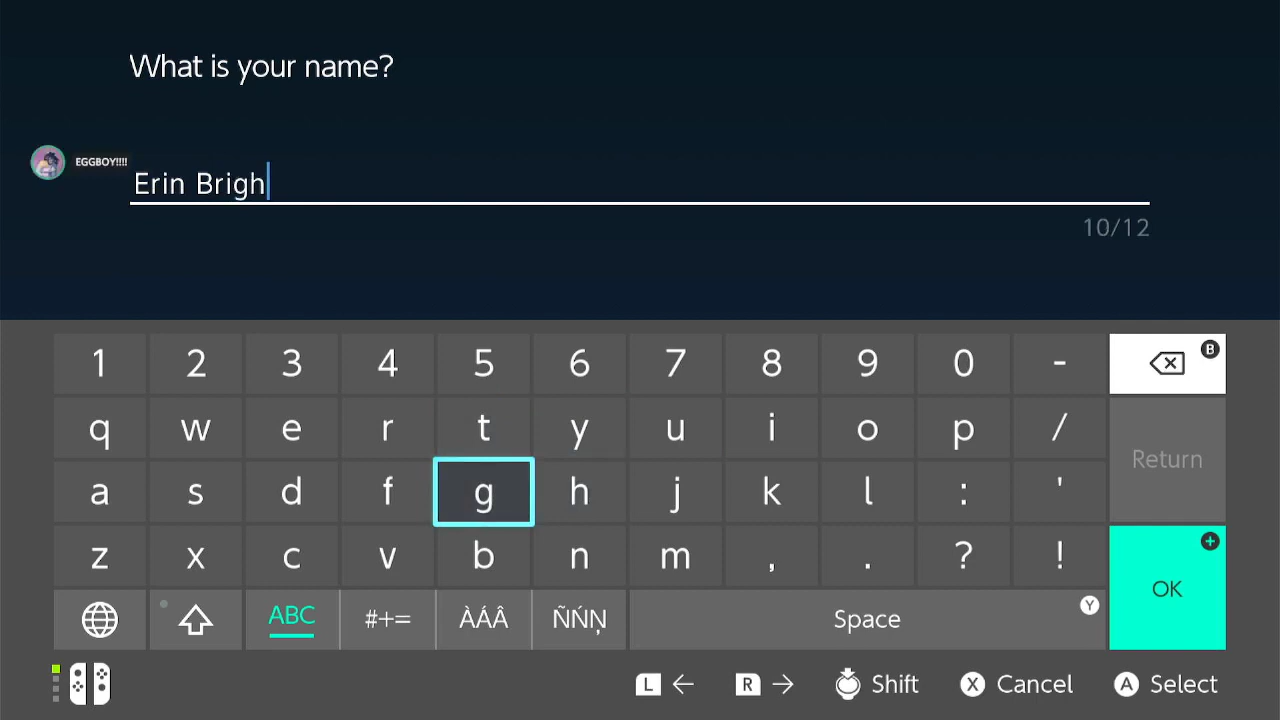 What is your name?
EGGBOY!!!!
Erin Brigh
10/12
1 2 3 4 5 6 7 8 9 0 - B
q w e r t y u i o p / Return
a s d f g h j k l : '
z x c v b n m , . ? ! + OK
ABC #+= ÀÁÂ ÑŃŅ Space Y
L ← R → Shift X Cancel A Select